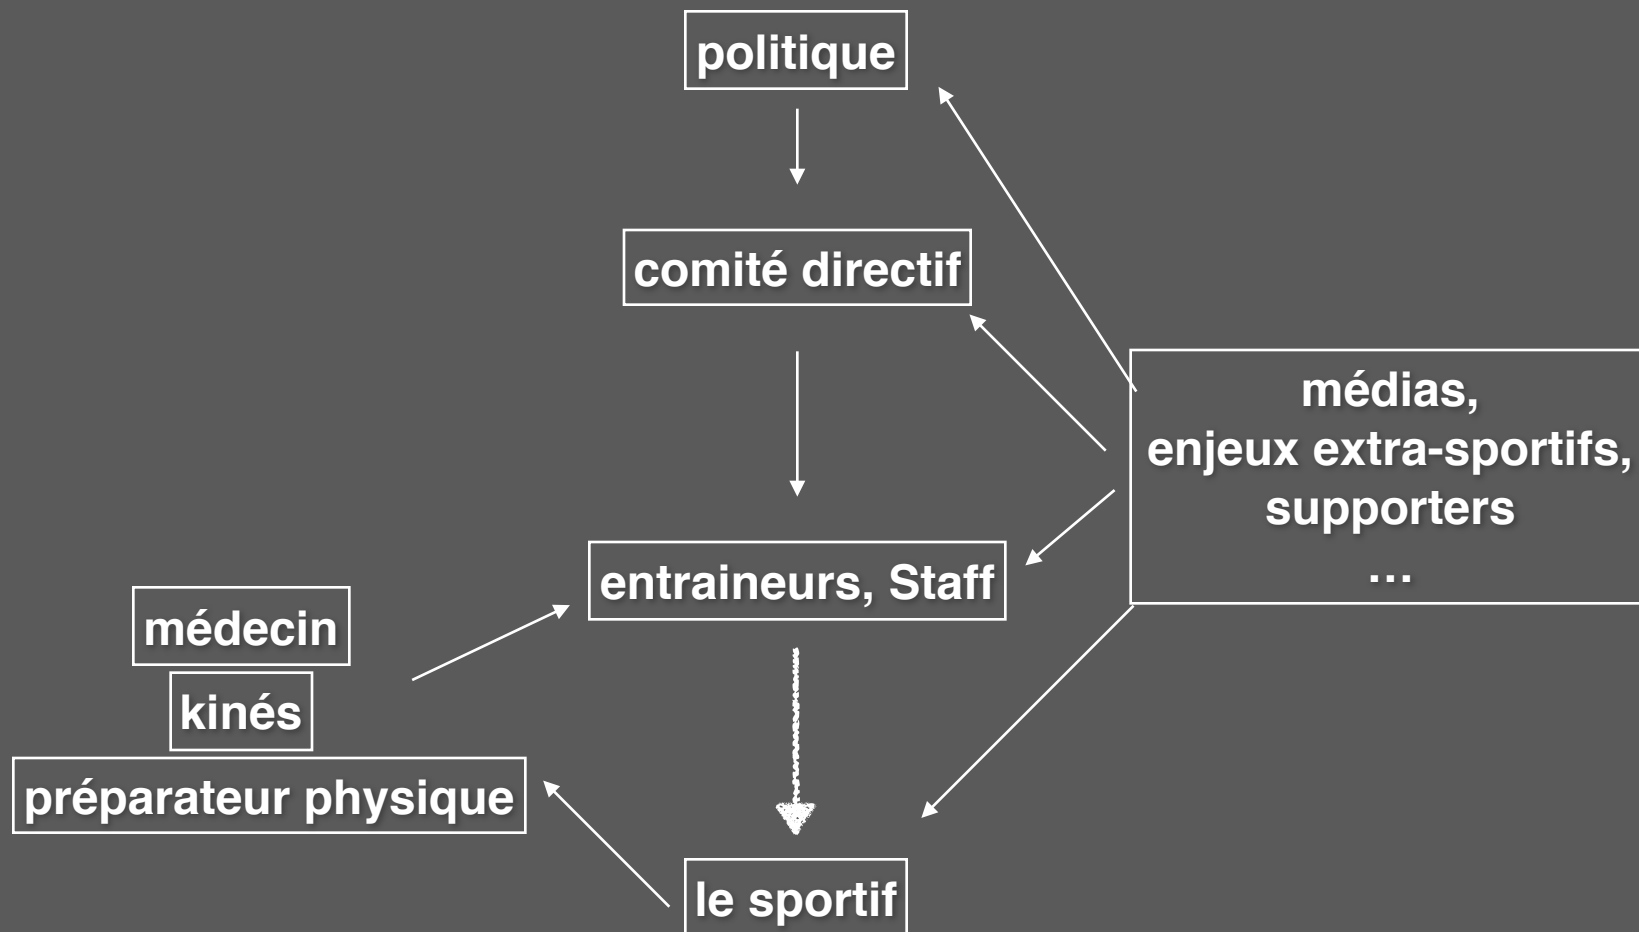 politique
comité directif
médias,
enjeux extra-sportifs,
supporters
...
entraineurs, Staff
médecin
kinés
préparateur physique
le sportif